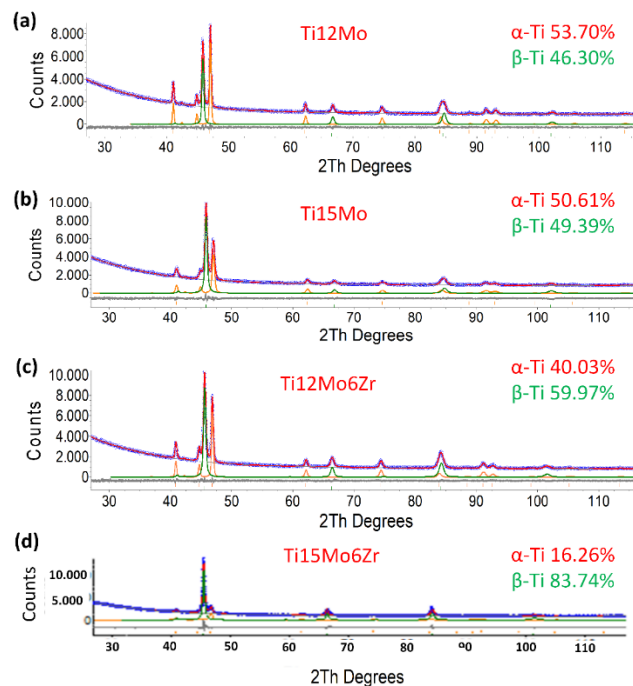 (a)
Ti12Mo
α-Ti 53.70%
β-Ti 46.30%
Counts
8.000
6.000
4.000
2.000
0.000
30 40 50 60 70 80 90 100 110
2Th Degrees
(b)
Ti15Mo
α-Ti 50.61%
β-Ti 49.39%
Counts
10.000
8.000
6.000
4.000
2.000
0.000
30 40 50 60 70 80 90 100 110
2Th Degrees
(c)
Ti12Mo6Zr
α-Ti 40.03%
β-Ti 59.97%
Counts
10.000
8.000
6.000
4.000
2.000
0.000
30 40 50 60 70 80 90 100 110
2Th Degrees
(d)
Ti15Mo6Zr
α-Ti 16.26%
β-Ti 83.74%
Counts
10.000
5.000
0
30 40 50 60 70 80 90 100 110
2Th Degrees